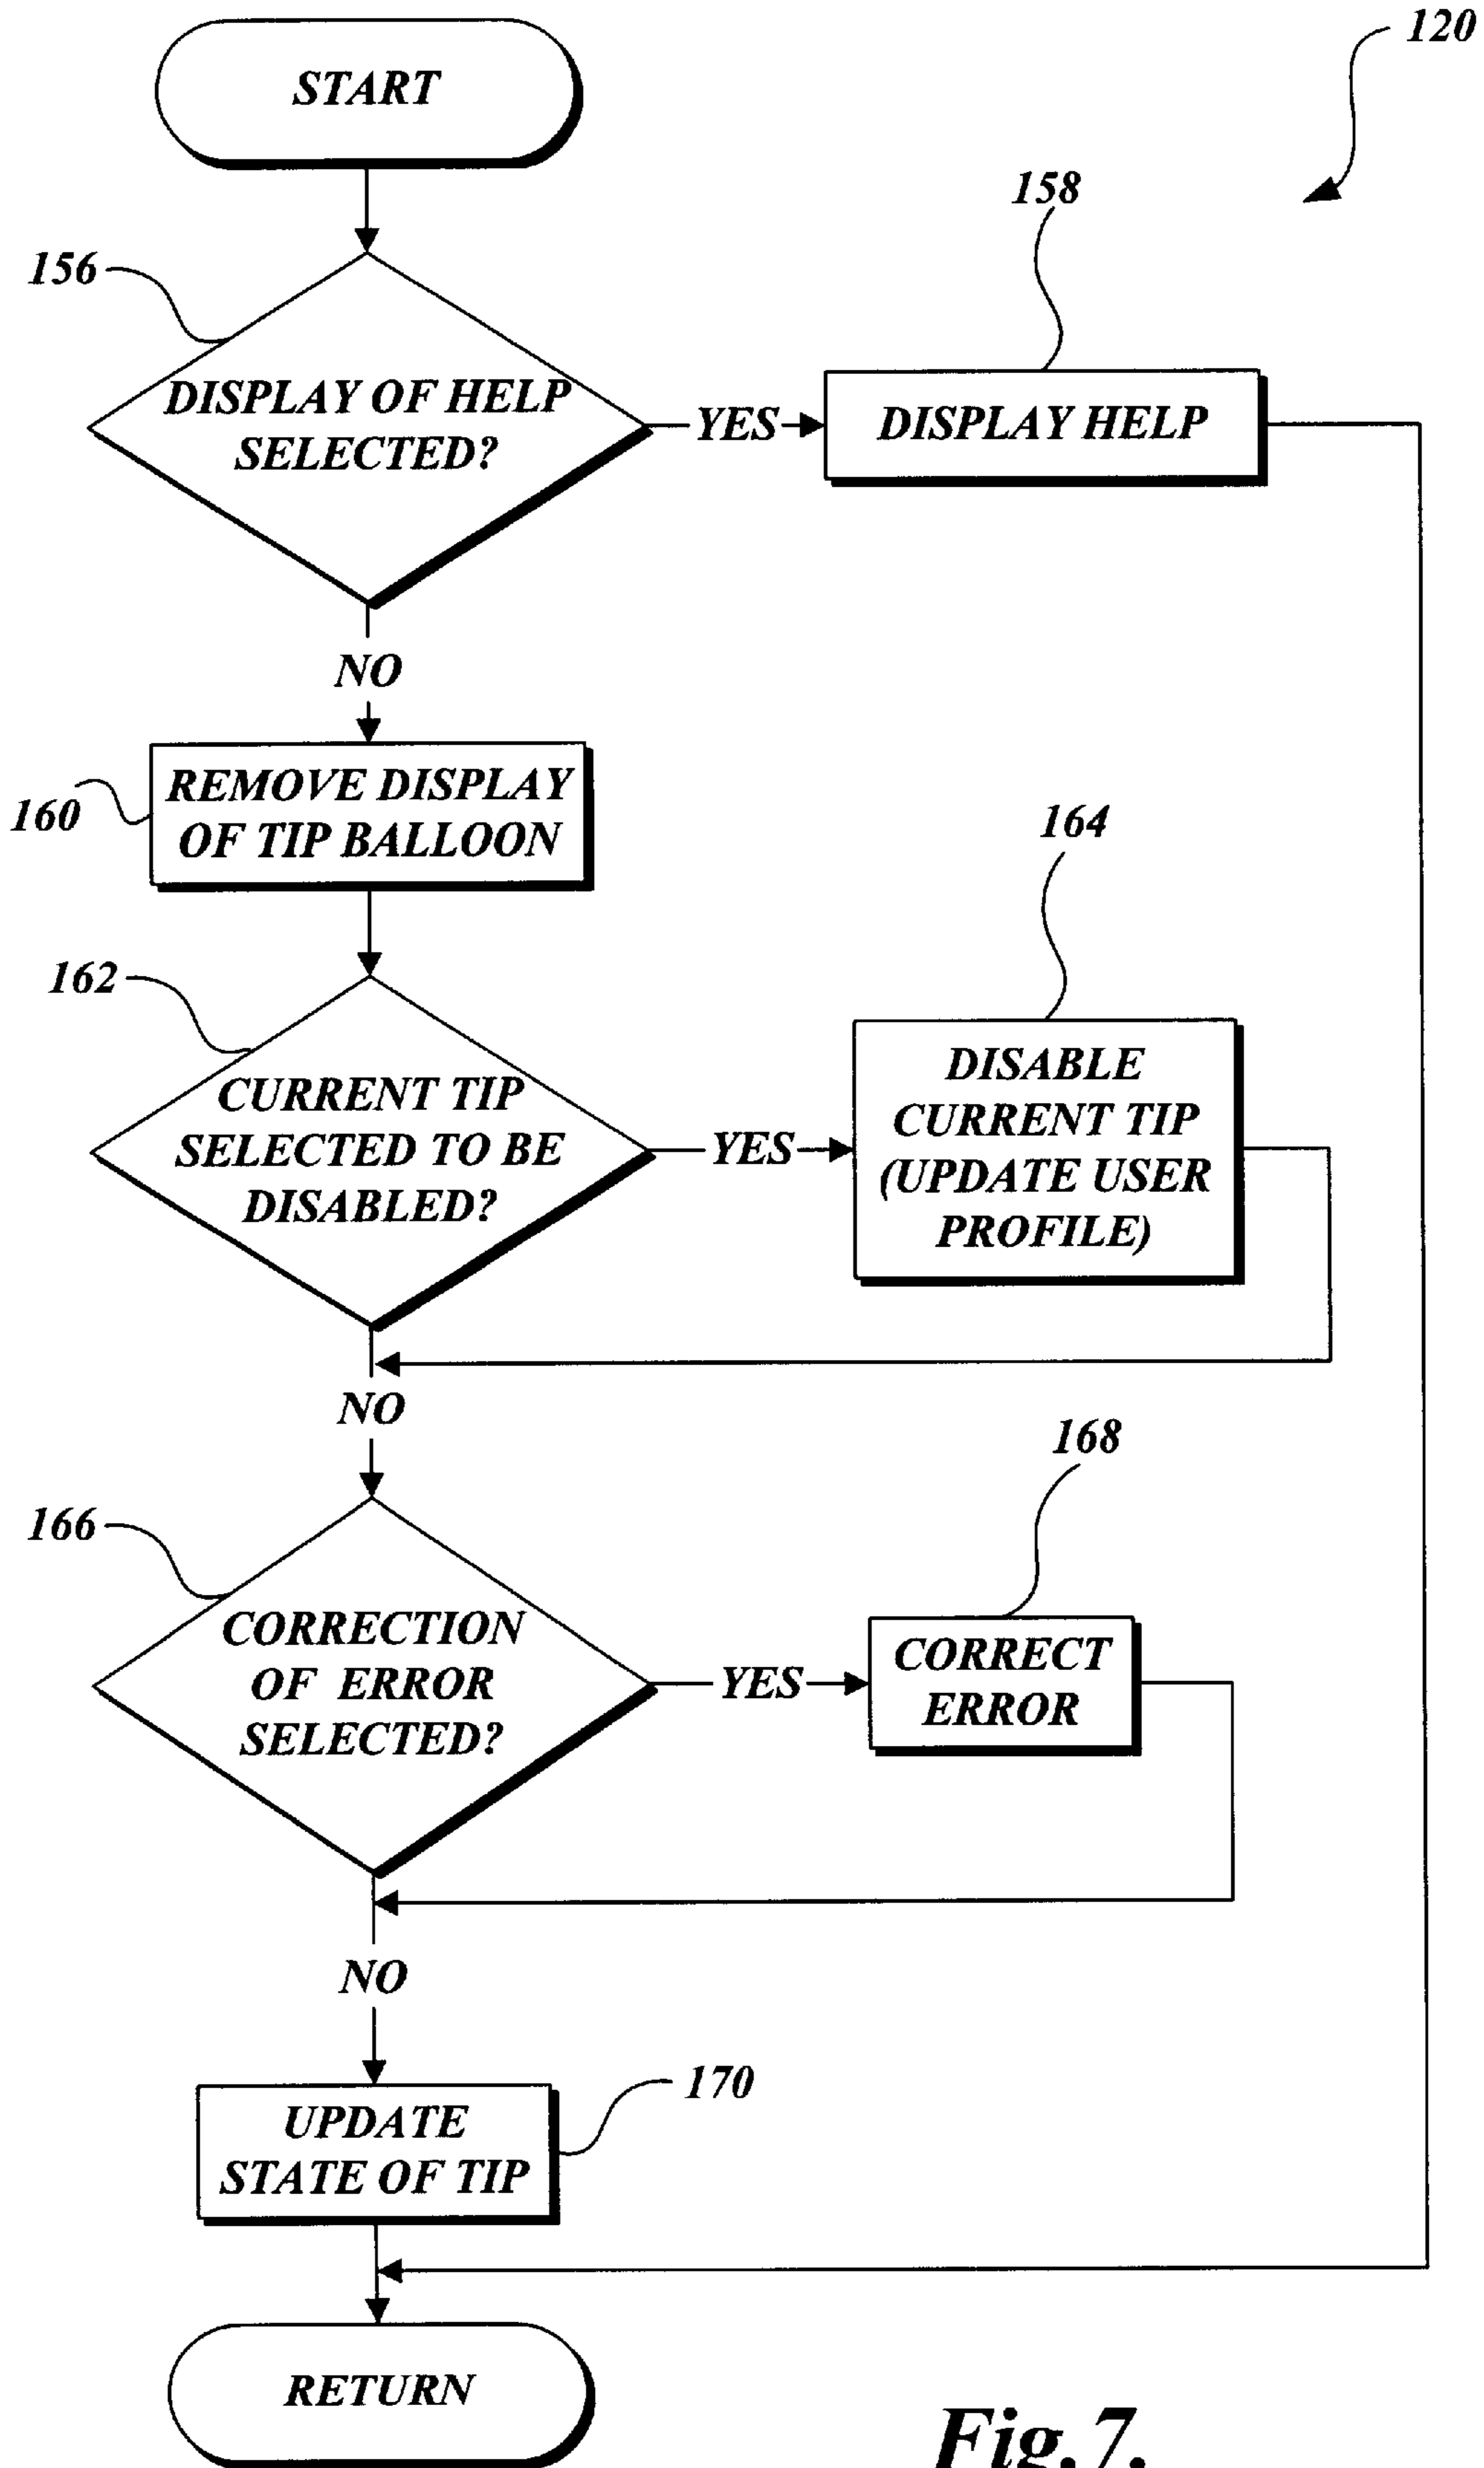 120
START
158
156
DISPLAY OF HELP
SELECTED?
YES
DISPLAY HELP
NO
REMOVE DISPLAY
OF TIP BALLOON
160
164
162
CURRENT TIP
SELECTED TO BE
DISABLED?
YES
DISABLE
CURRENT TIP
(UPDATE USER
PROFILE)
NO
168
166
CORRECTION
OF ERROR
SELECTED?
YES
CORRECT
ERROR
NO
170
UPDATE
STATE OF TIP
RETURN
Fig.7.